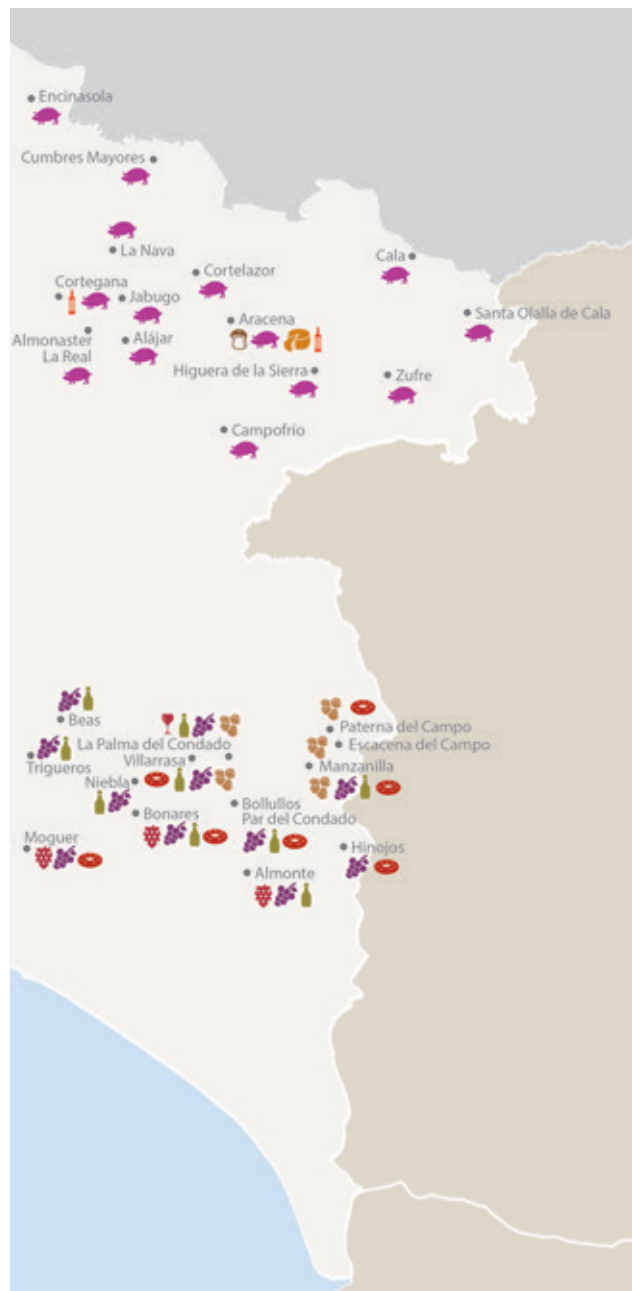 Encinasola
Cumbres Mayores
La Nava
Cala
Cortelazor
Cortegana
Jabugo
Santa Olalla de Cala
Aracena
Almonaster
La Real
Alájar
Higuera de la Sierra
Zufre
Campofrío
Beas
Paterna del Campo
La Palma del Condado
Escacena del Campo
Trigueros
Villarrasa
Manzanilla
Niebla
Bonares
Bollullos
Par del Condado
Moguer
Hinojos
Almonte